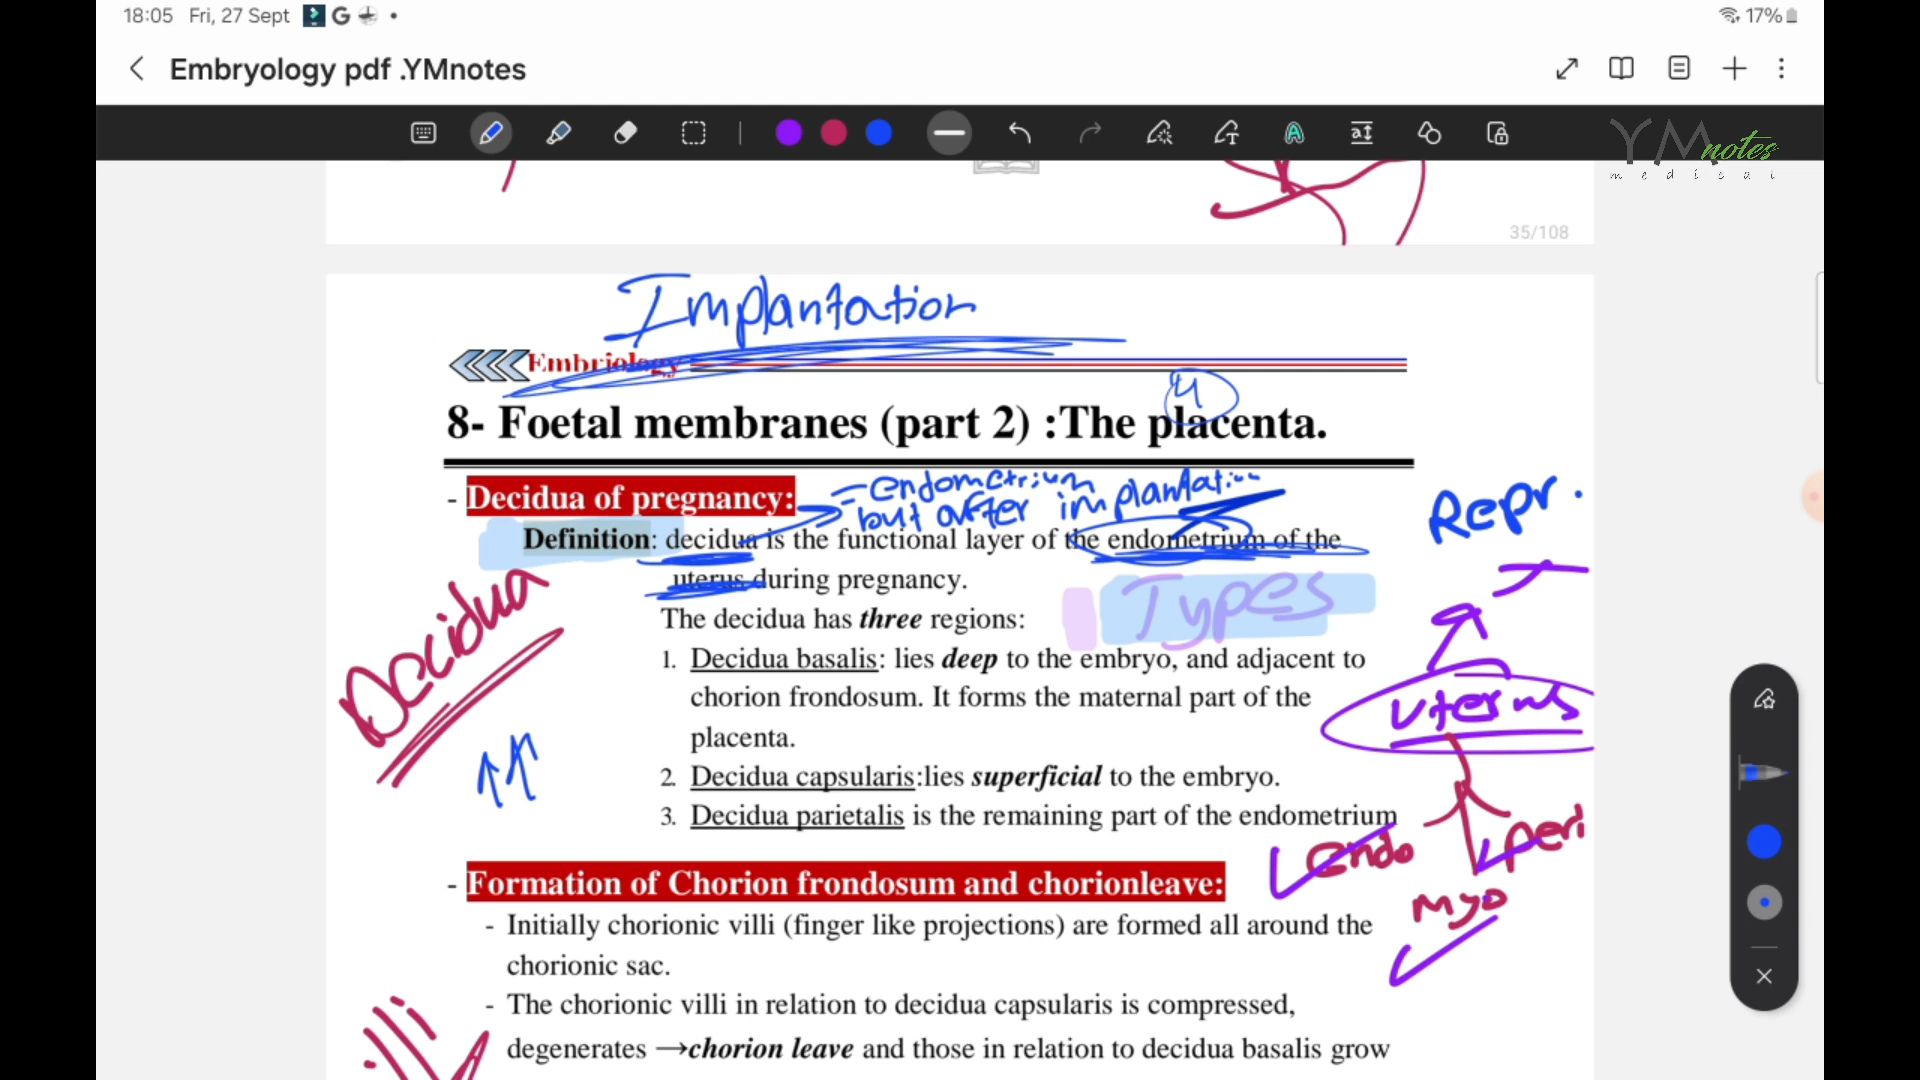 18:05 Fri, 27 Sept G 17%
Embryology pdf .YMnotes
YMnotes
medical
35/108
Implantation
Embriology
4
8- Foetal membranes (part 2) :The placenta.
- Decidua of pregnancy:
= endometrium
but after implantation
Definition: decidua is the functional layer of the endometrium of the
uterus during pregnancy.
Repr.
Types
Decidua
The decidua has three regions:
1. Decidua basalis: lies deep to the embryo, and adjacent to
chorion frondosum. It forms the maternal part of the
placenta.
uterus
2. Decidua capsularis:lies superficial to the embryo.
3. Decidua parietalis is the remaining part of the endometrium
endo
peri
myo
- Formation of Chorion frondosum and chorionleave:
- Initially chorionic villi (finger like projections) are formed all around the
chorionic sac.
- The chorionic villi in relation to decidua capsularis is compressed,
degenerates →chorion leave and those in relation to decidua basalis grow